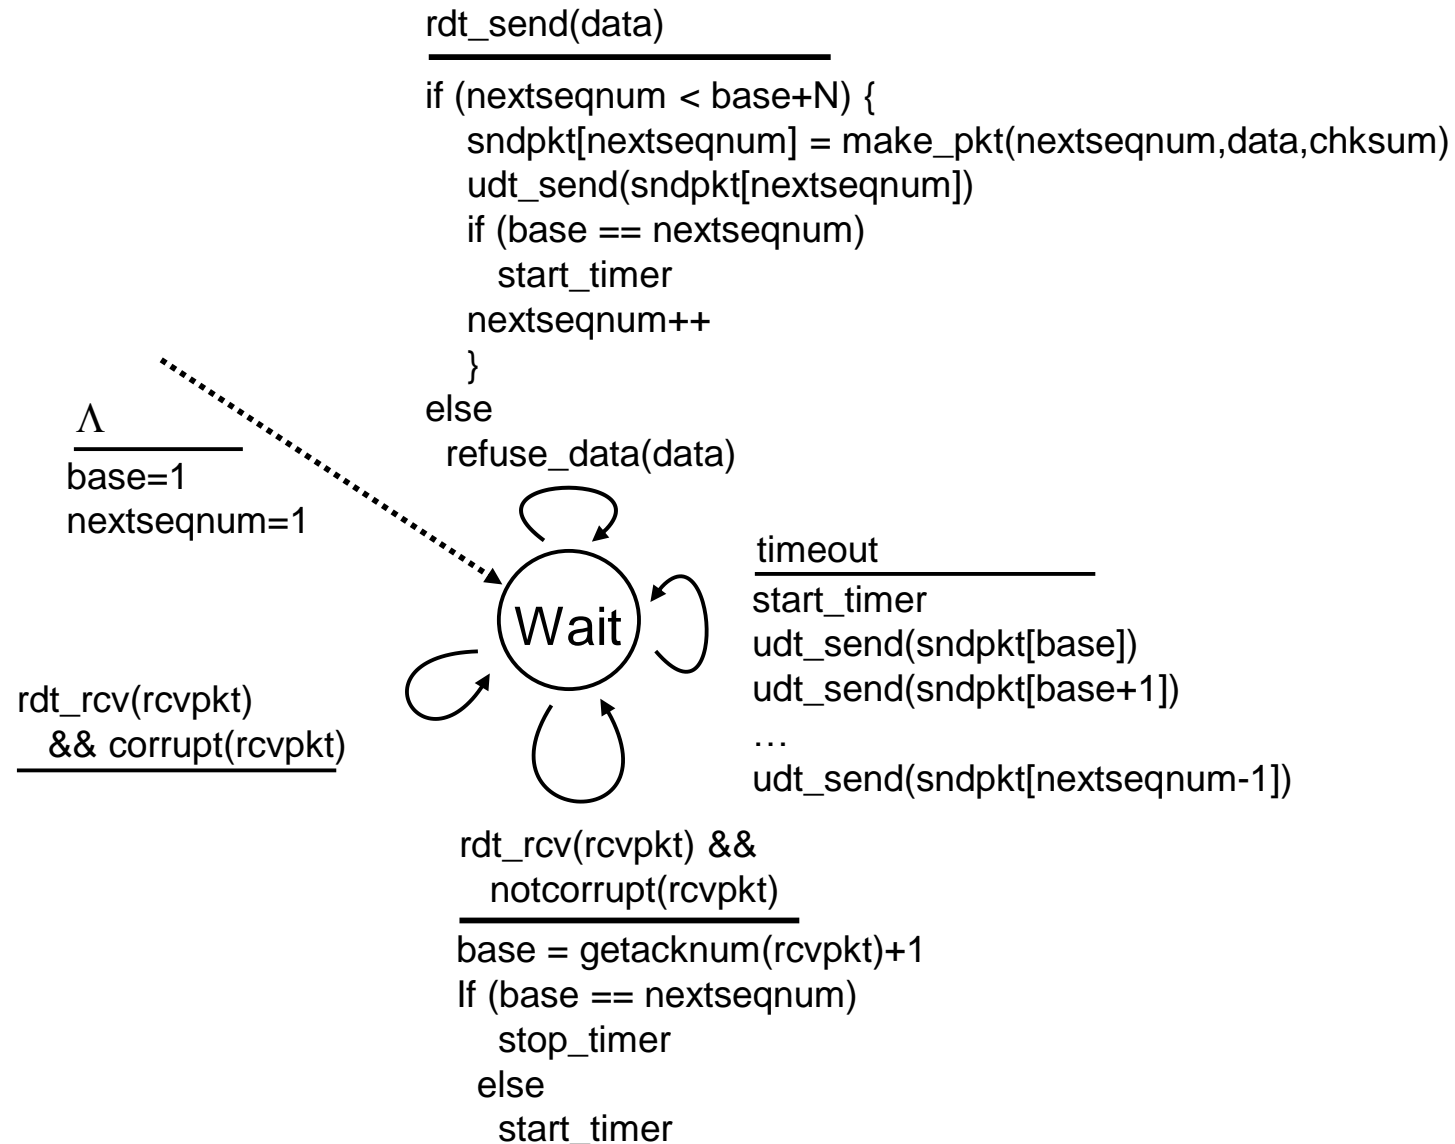 rdt_send(data)
if (nextseqnum < base+N) {
sndpkt[nextseqnum] = make_pkt(nextseqnum,data,chksum)
udt_send(sndpkt[nextseqnum])
if (base == nextseqnum)
start_timer
nextseqnum++
}
else
refuse_data(data)
Λ
base=1
nextseqnum=1
Wait
timeout
start_timer
udt_send(sndpkt[base])
udt_send(sndpkt[base+1])
…
udt_send(sndpkt[nextseqnum-1])
rdt_rcv(rcvpkt)
&& corrupt(rcvpkt)
rdt_rcv(rcvpkt) &&
notcorrupt(rcvpkt)
base = getacknum(rcvpkt)+1
If (base == nextseqnum)
stop_timer
else
start_timer